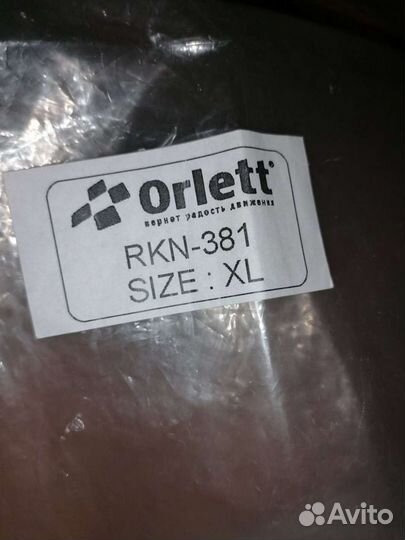 Orlett®
вернет радость движения
RKN-381
SIZE : XL
Avito